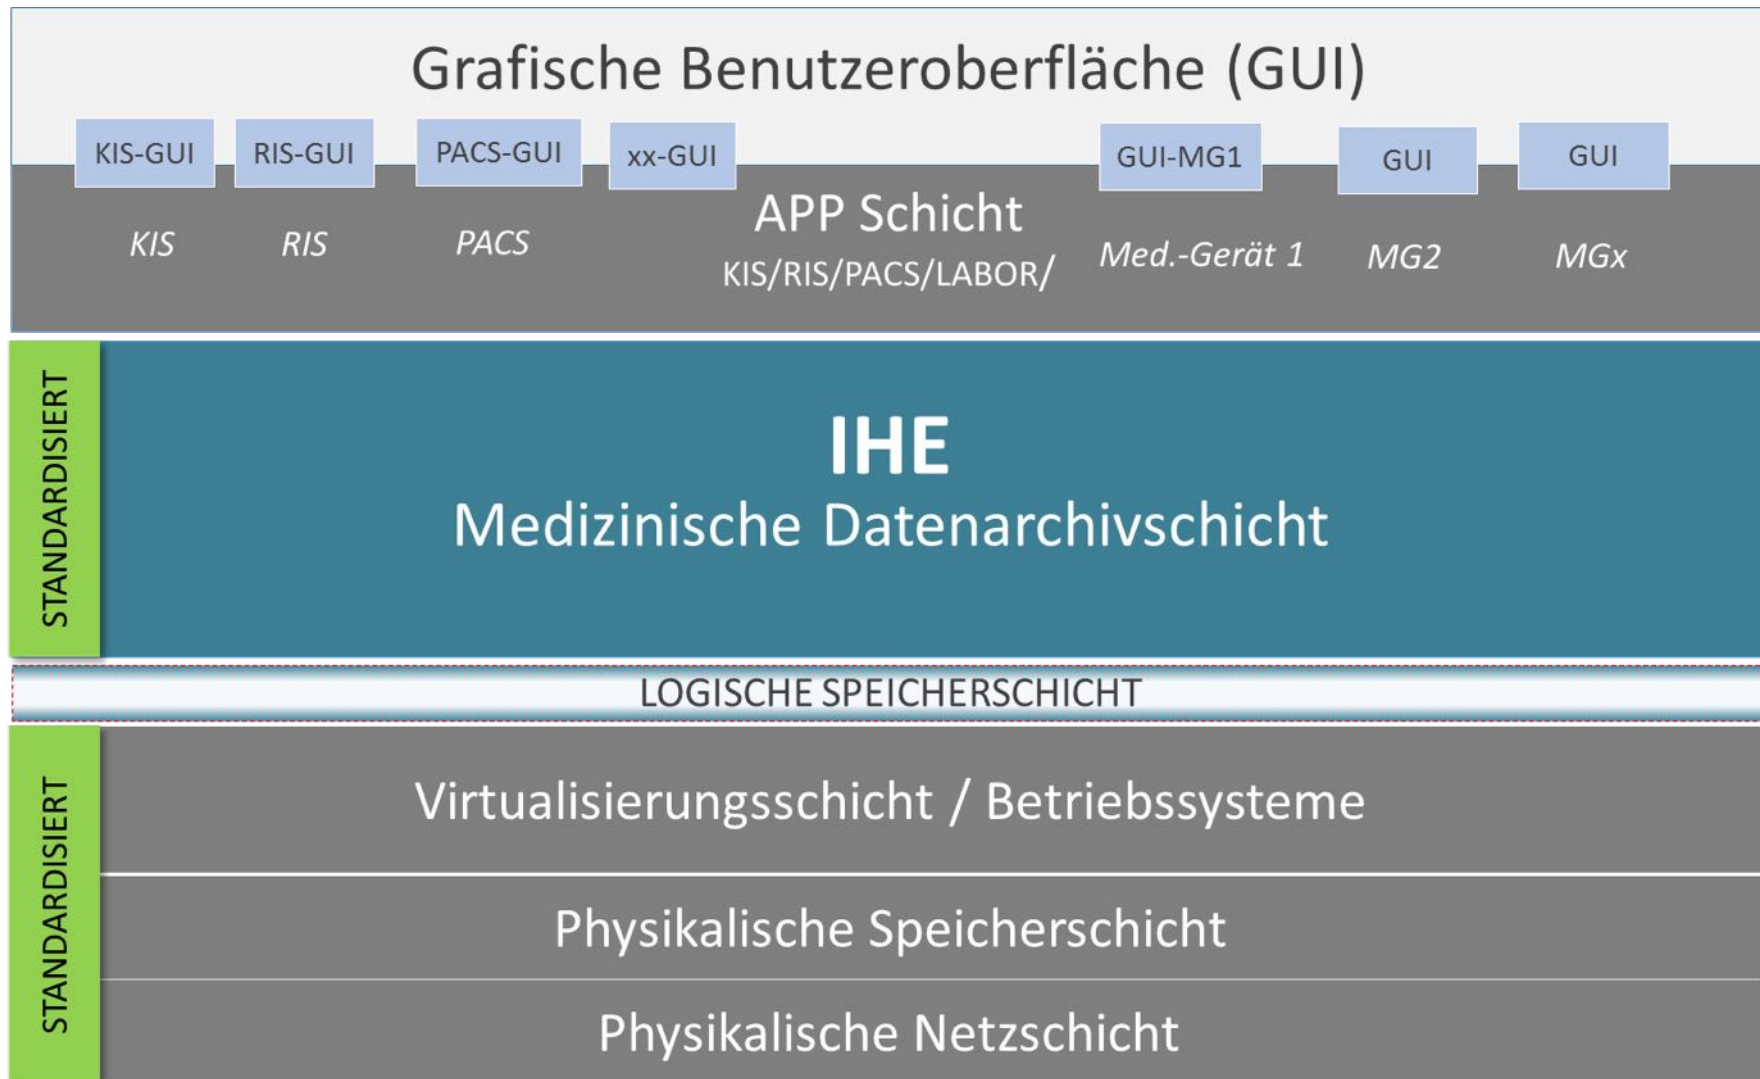 Grafische Benutzeroberfläche (GUI)
KIS-GUI
RIS-GUI
PACS-GUI
xx-GUI
GUI-MG1
GUI
GUI
APP Schicht
KIS
RIS
PACS
KIS/RIS/PACS/LABOR/
Med.-Gerät 1
MG2
MGx
STANDARDISIERT
IHE
Medizinische Datenarchivschicht
LOGISCHE SPEICHERSCHICHT
STANDARDISIERT
Virtualisierungsschicht / Betriebssysteme
Physikalische Speicherschicht
Physikalische Netzschicht